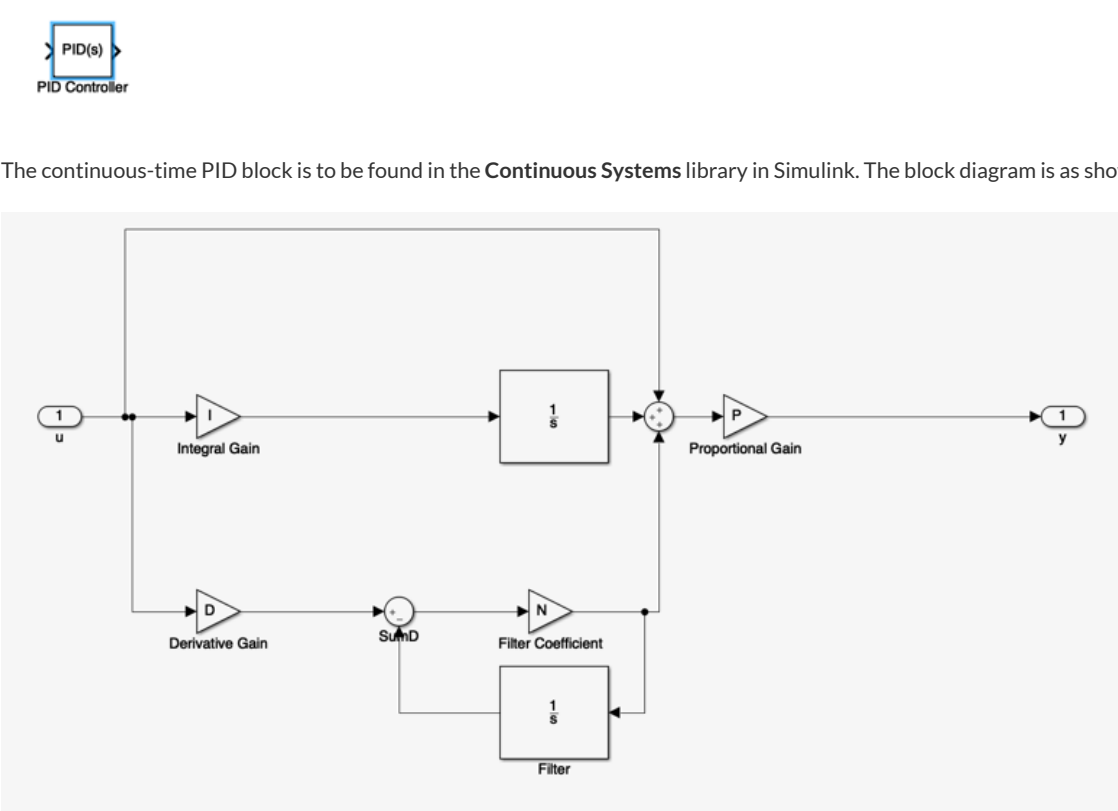 PID(s)
PID Controller
The continuous-time PID block is to be found in the Continuous Systems library in Simulink. The block diagram is as sho
1
u
I
Integral Gain
1
s
P
Proportional Gain
1
y
D
Derivative Gain
SumD
N
Filter Coefficient
1
s
Filter